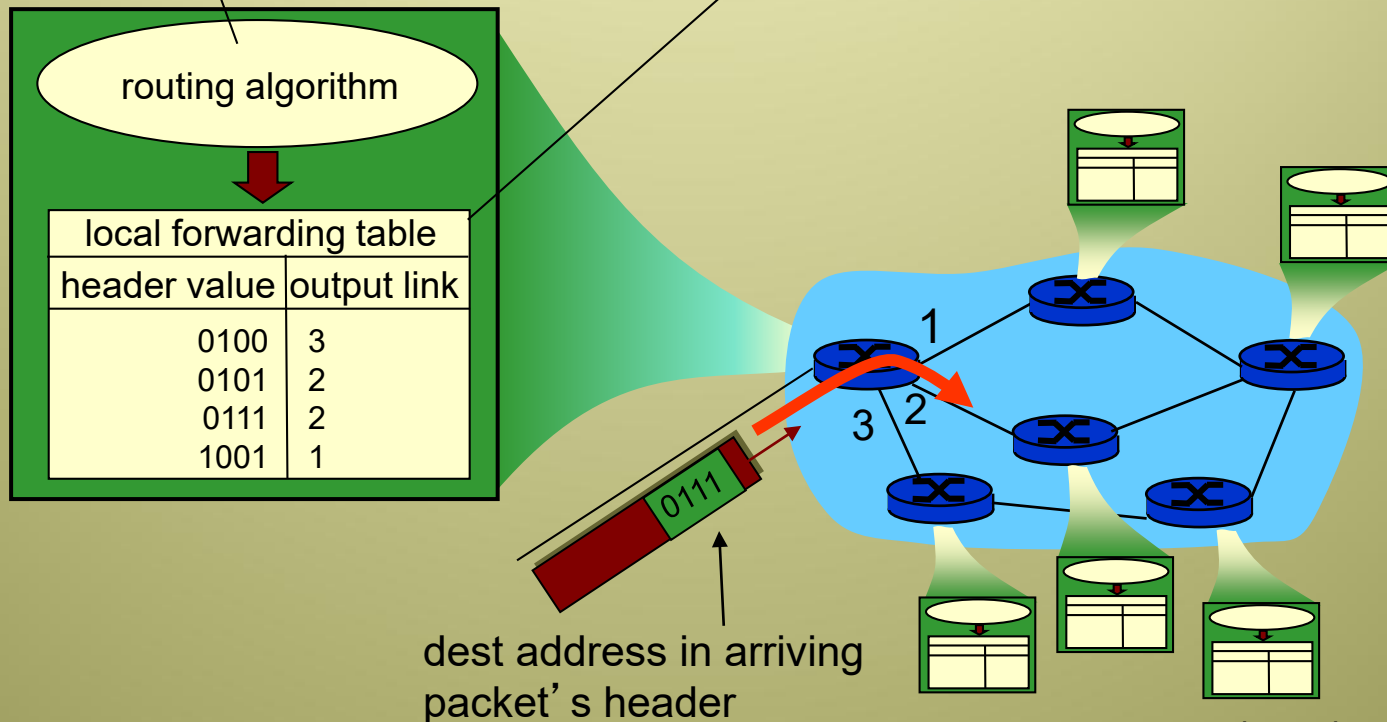 routing algorithm
local forwarding table
header value output link
0100 3
0101 2
0111 2
1001 1
1
2
3
0111
dest address in arriving
packet’s header